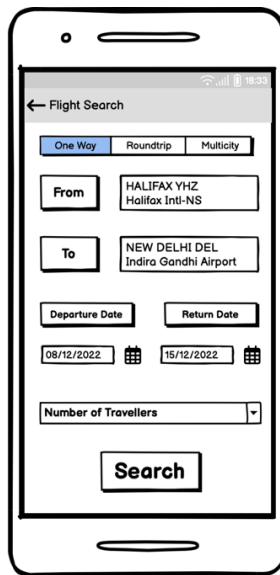 18:33
Flight Search
One Way Roundtrip Multicity
From
HALIFAX YHZ
Halifax Intl-NS
To
NEW DELHI DEL
Indira Gandhi Airport
Departure Date Return Date
08/12/2022 15/12/2022
Number of Travellers
Search